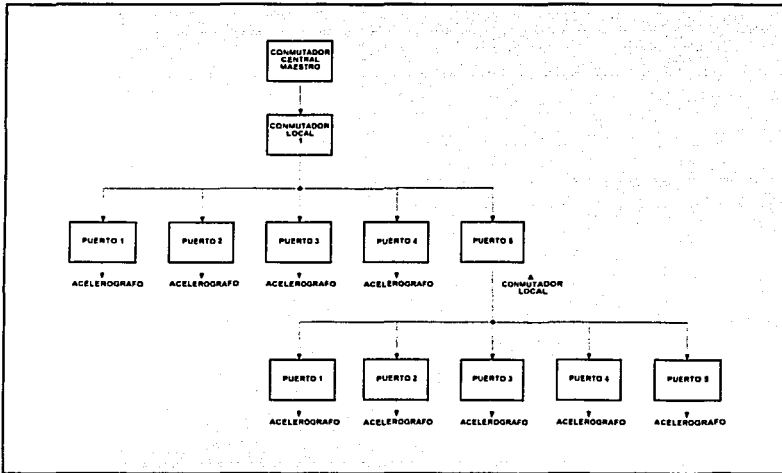 CONMUTADOR
CENTRAL
MAESTRO
CONMUTADOR
LOCAL
1
PUERTO 1
PUERTO 2
PUERTO 3
PUERTO 4
PUERTO 5
ACELEROGRAFO
ACELEROGRAFO
ACELEROGRAFO
ACELEROGRAFO
A
CONMUTADOR
LOCAL
PUERTO 1
PUERTO 2
PUERTO 3
PUERTO 4
PUERTO 5
ACELEROGRAFO
ACELEROGRAFO
ACELEROGRAFO
ACELEROGRAFO
ACELEROGRAFO